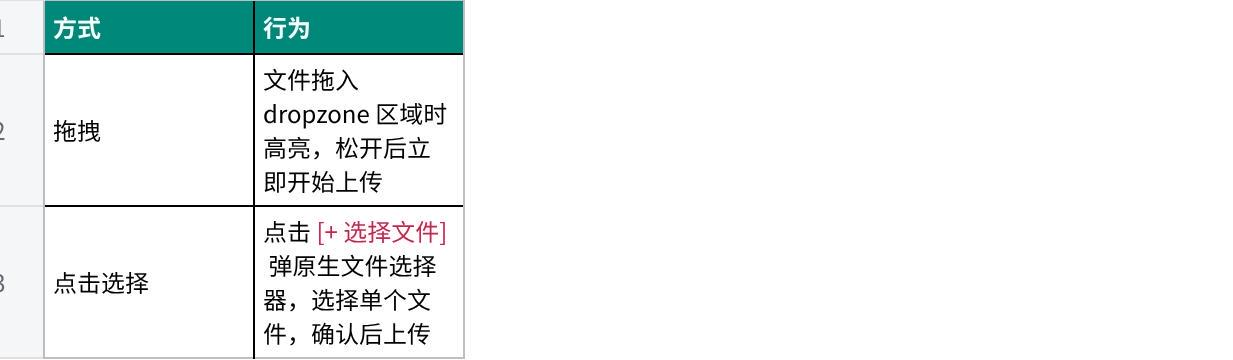 1
方式
行为
2
拖拽
文件拖入
dropzone 区域时
高亮，松开后立
即开始上传
3
点击选择
点击 [+ 选择文件]
弹原生文件选择
器，选择单个文
件，确认后上传